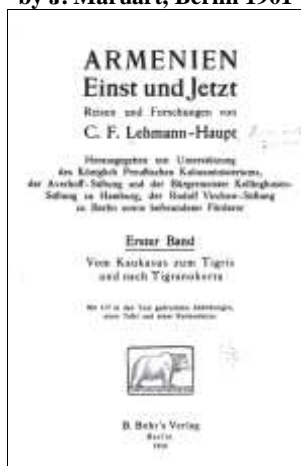 by J. Marquart, Berlin 1901
ARMENIEN
Einst und Jetzt
Reisen und Forschungen von
C. F. Lehmann-Haupt
Herausgegeben mit Unterstützung
des Königlich Preußischen Kultusministeriums,
der Averhoff-Stiftung und der Bürgermeister Kellinghusen-
Stiftung zu Hamburg, der Rudolf Virchow-Stiftung
zu Berlin sowie befreundeter Förderer
Erster Band
Vom Kaukasus zum Tigris
und nach Tigranokerta
B. Behr's Verlag
Berlin
1910